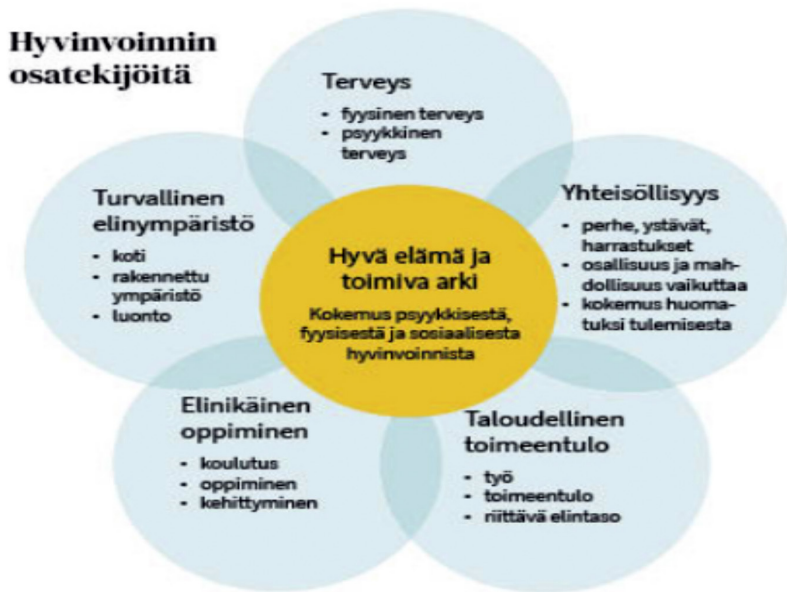 Hyvinvoinnin
osatekijöitä
Terveys
• fyysinen terveys
• psyykkinen
terveys
Yhteisöllisyys
• perhe, ystävät,
harrastukset
• osallisuus ja mah-
dollisuus vaikuttaa
• kokemus huoma-
tuksi tulemisesta
Taloudellinen
toimeentulo
• työ
• toimeentulo
• riittävä elintaso
Elinikäinen
oppiminen
• koulutus
• oppiminen
• kehittyminen
Turvallinen
elinympäristö
• koti
• rakennettu
ympäristö
• luonto
Hyvä elämä ja
toimiva arki
Kokemus psyykkisestä,
fyysisestä ja sosiaalisesta
hyvinvoinnista